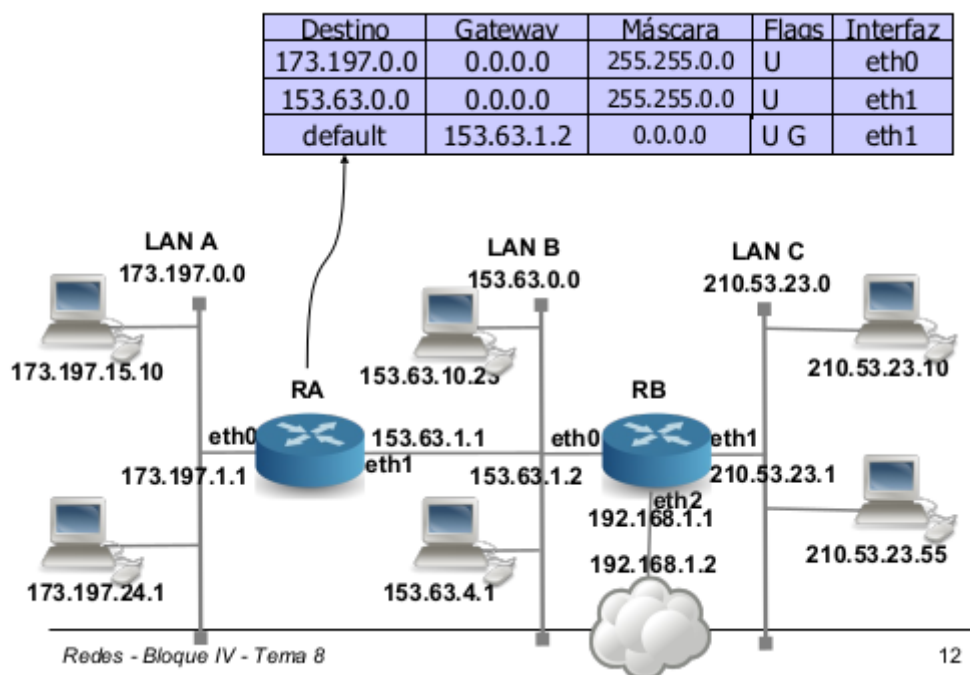 Destino Gateway Máscara Flags Interfaz
173.197.0.0 0.0.0.0 255.255.0.0 U eth0
153.63.0.0 0.0.0.0 255.255.0.0 U eth1
default 153.63.1.2 0.0.0.0 U G eth1
LAN A
173.197.0.0
LAN B
153.63.0.0
LAN C
210.53.23.0
173.197.15.10
153.63.10.23
210.53.23.10
RA
RB
eth0
153.63.1.1
eth1
173.197.1.1
eth0
153.63.1.2
eth1
210.53.23.1
eth2
192.168.1.1
192.168.1.2
173.197.24.1
153.63.4.1
210.53.23.55
Redes - Bloque IV - Tema 8
12